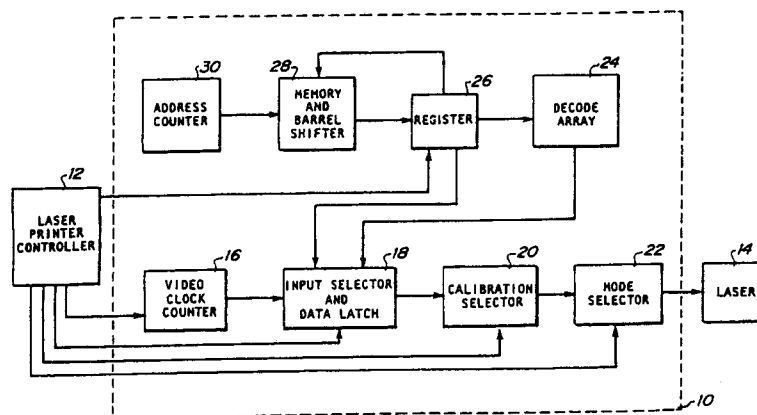 30
ADDRESS
COUNTER
28
MEMORY
AND
BARREL
SHIFTER
26
REGISTER
24
DECODE
ARRAY
12
LASER
PRINTER
CONTROLLER
16
VIDEO
CLOCK
COUNTER
18
INPUT SELECTOR
AND
DATA LATCH
20
CALIBRATION
SELECTOR
22
MODE
SELECTOR
14
LASER
10